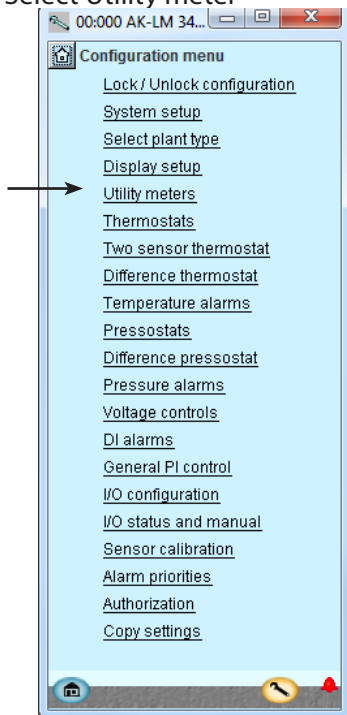 Select Utility meter
00:000 AK-LM 34...
Configuration menu
Lock / Unlock configuration
System setup
Select plant type
Display setup
Utility meters
Thermostats
Two sensor thermostat
Difference thermostat
Temperature alarms
Pressostats
Difference pressostat
Pressure alarms
Voltage controls
DI alarms
General PI control
I/O configuration
I/O status and manual
Sensor calibration
Alarm priorities
Authorization
Copy settings